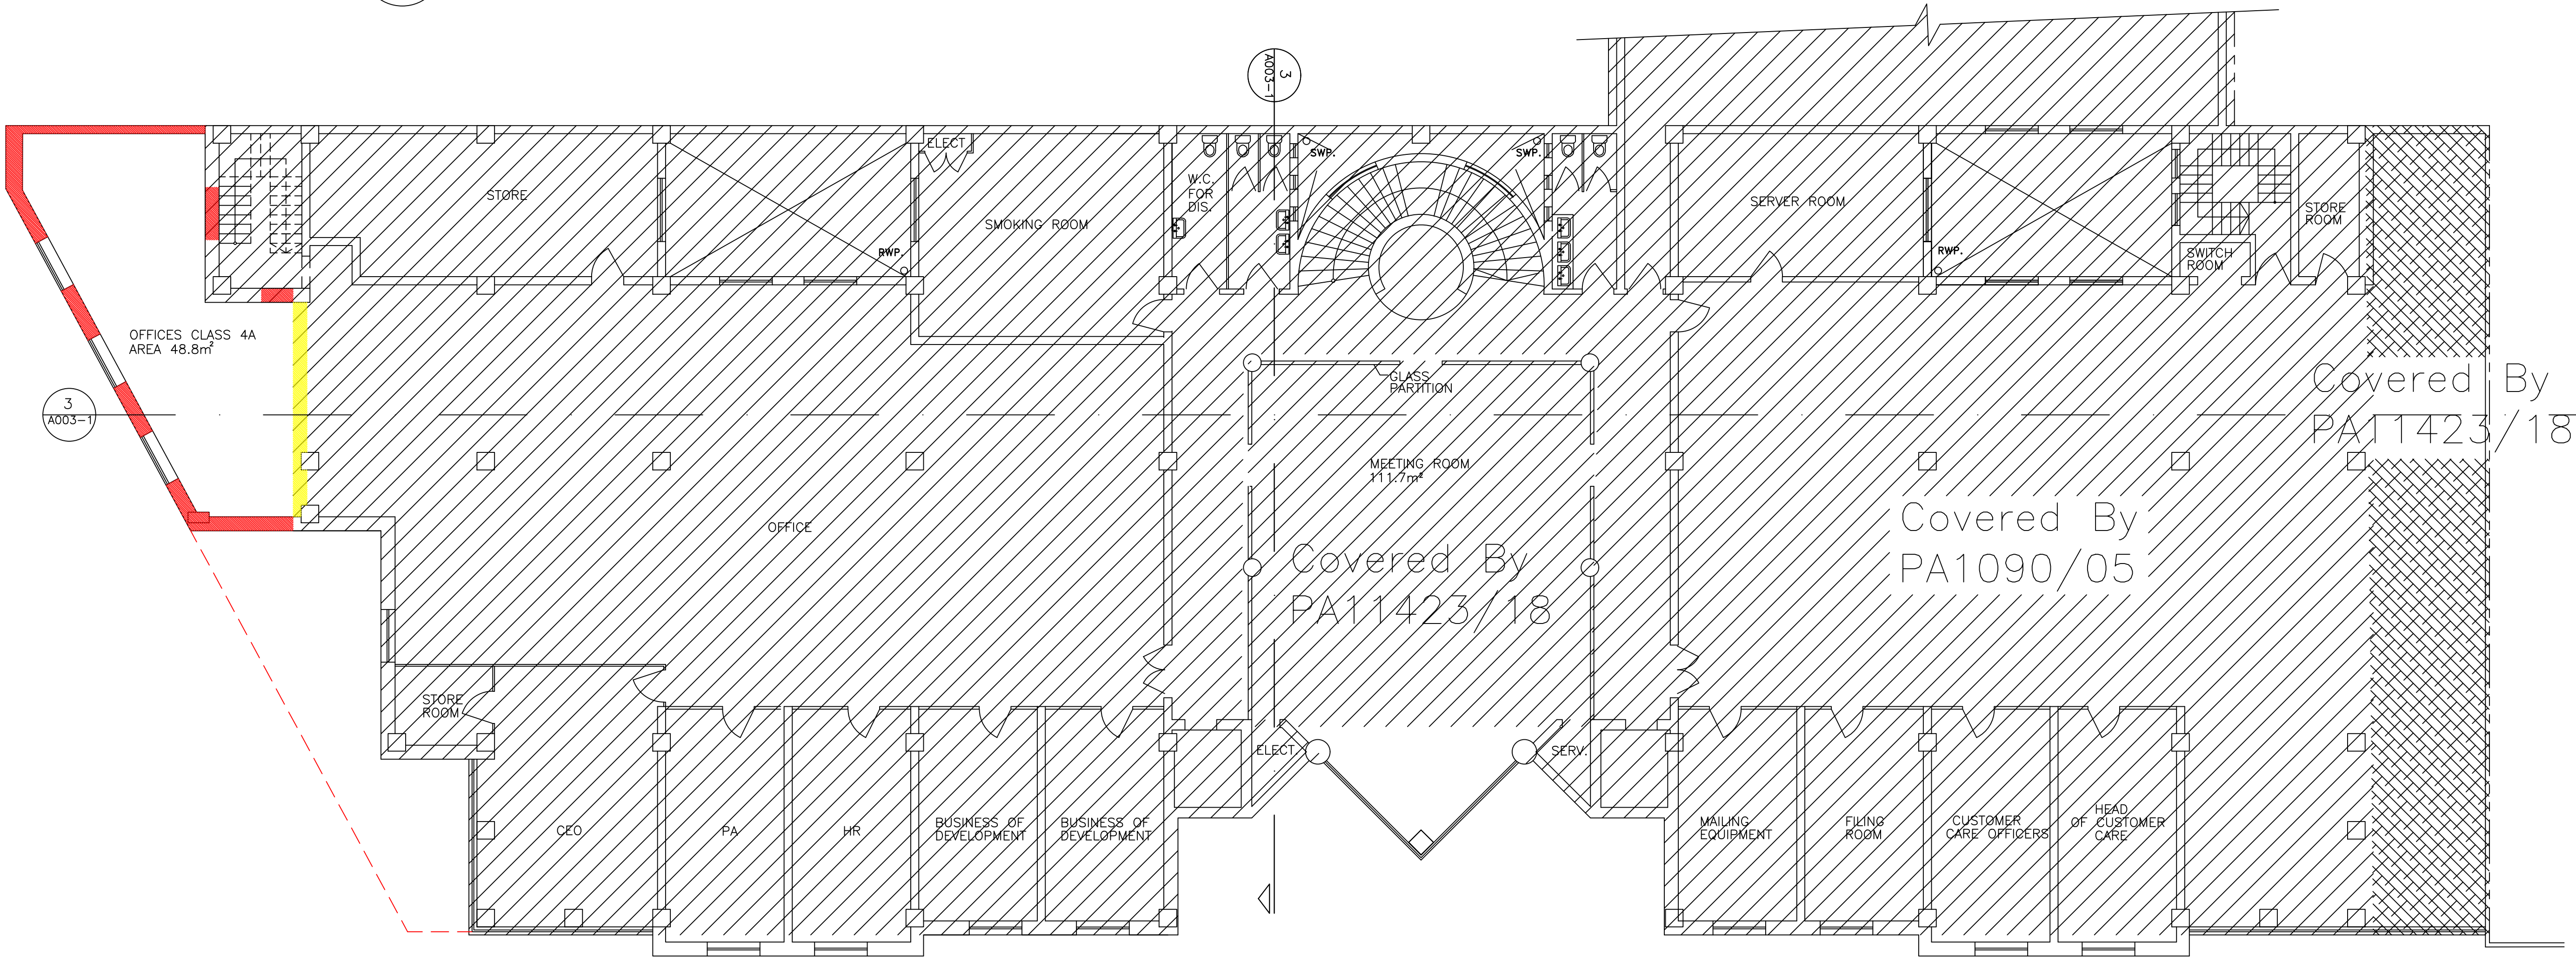 3
A003-1
ELECT.
SWP.
SWP.
W.C.
FOR
DIS.
STORE
SMOKING ROOM
SERVER ROOM
STORE
ROOM
RWP.
RWP.
SWITCH
ROOM
OFFICES CLASS 4A
AREA 48.8m²
GLASS
PARTITION
3
A003-1
Covered By
PA11423/18
MEETING ROOM
111.7m²
OFFICE
Covered By
PA1090/05
Covered By
PA11423/18
STORE
ROOM
ELECT.
SERV.
CEO
PA
HR
BUSINESS OF
DEVELOPMENT
BUSINESS OF
DEVELOPMENT
MAILING
EQUIPMENT
FILING
ROOM
CUSTOMER
CARE OFFICERS
HEAD
OF CUSTOMER
CARE